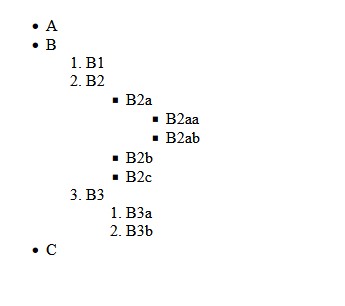 • A
• B
1. B1
2. B2
▪ B2a
▪ B2aa
▪ B2ab
▪ B2b
▪ B2c
3. B3
1. B3a
2. B3b
• C